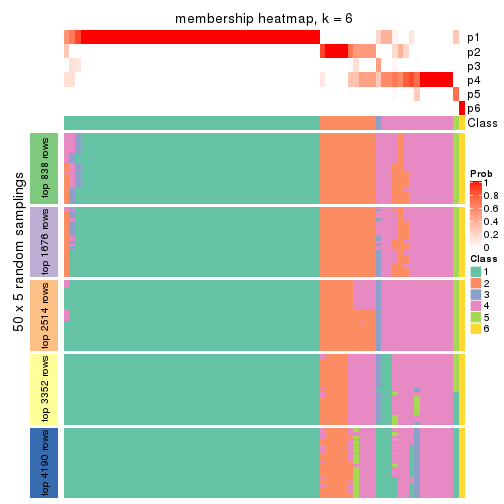 membership heatmap, k = 6
p1
p2
p3
p4
p5
p6
Class
50 x 5 random samplings
top 838 rows
top 1676 rows
top 2514 rows
top 3352 rows
top 4190 rows
Prob
1
0.8
0.6
0.4
0.2
0
Class
1
2
3
4
5
6